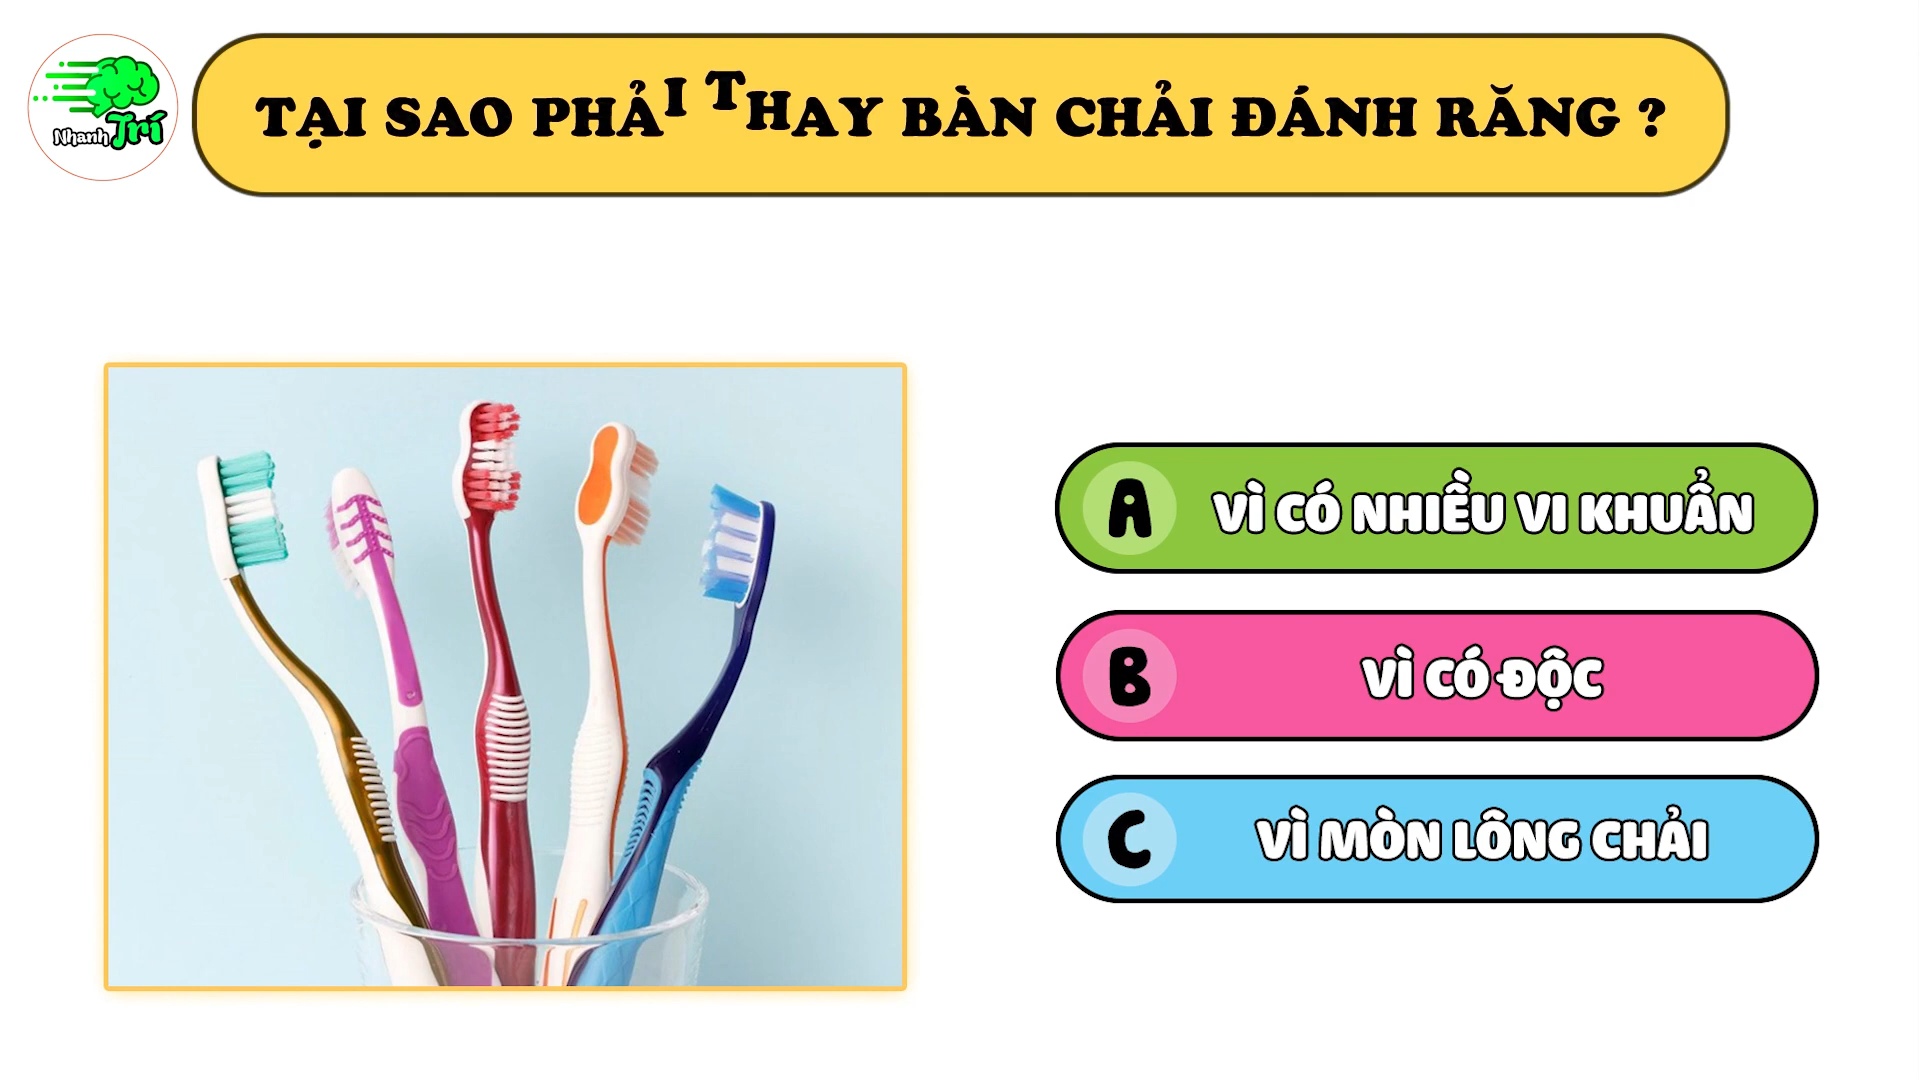 Nhanh Trí
TẠI SAO PHẢI THAY BÀN CHẢI ĐÁNH RĂNG ?
A VÌ CÓ NHIỀU VI KHUẨN
B VÌ CÓ ĐỘC
C VÌ MÒN LÔNG CHẢI